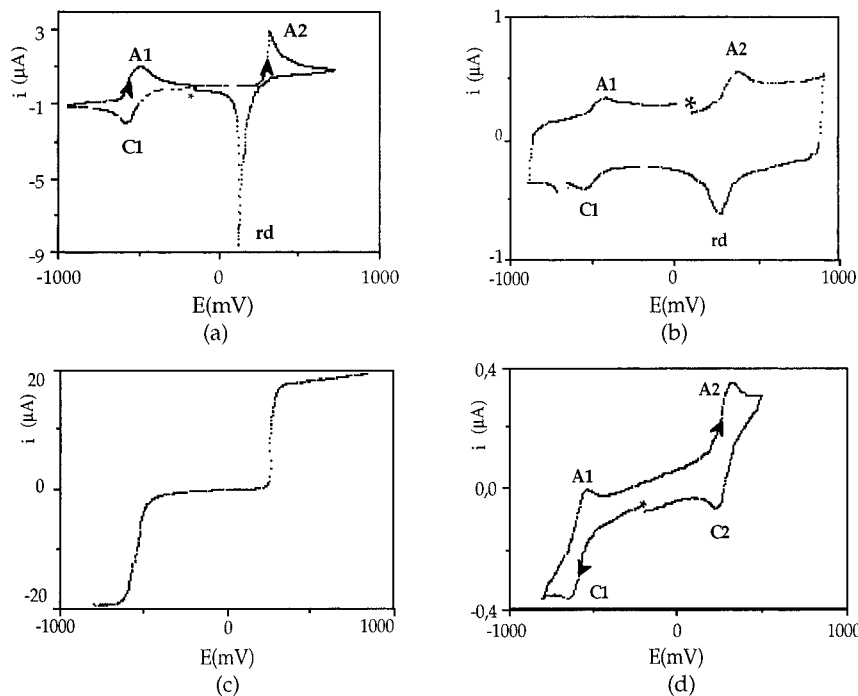 3
-1
-5
-9
i (μA)
A1
A2
*
C1
rd
-1000
0
1000
E(mV)
(a)
1
0
-1
i (μA)
A1
*
A2
C1
rd
-1000
0
1000
E(mV)
(b)
20
0
-20
i (μA)
-1000
0
1000
E(mV)
(c)
0,4
0,0
-0,4
i (μA)
A2
A1
*
C2
C1
-1000
0
1000
E(mV)
(d)